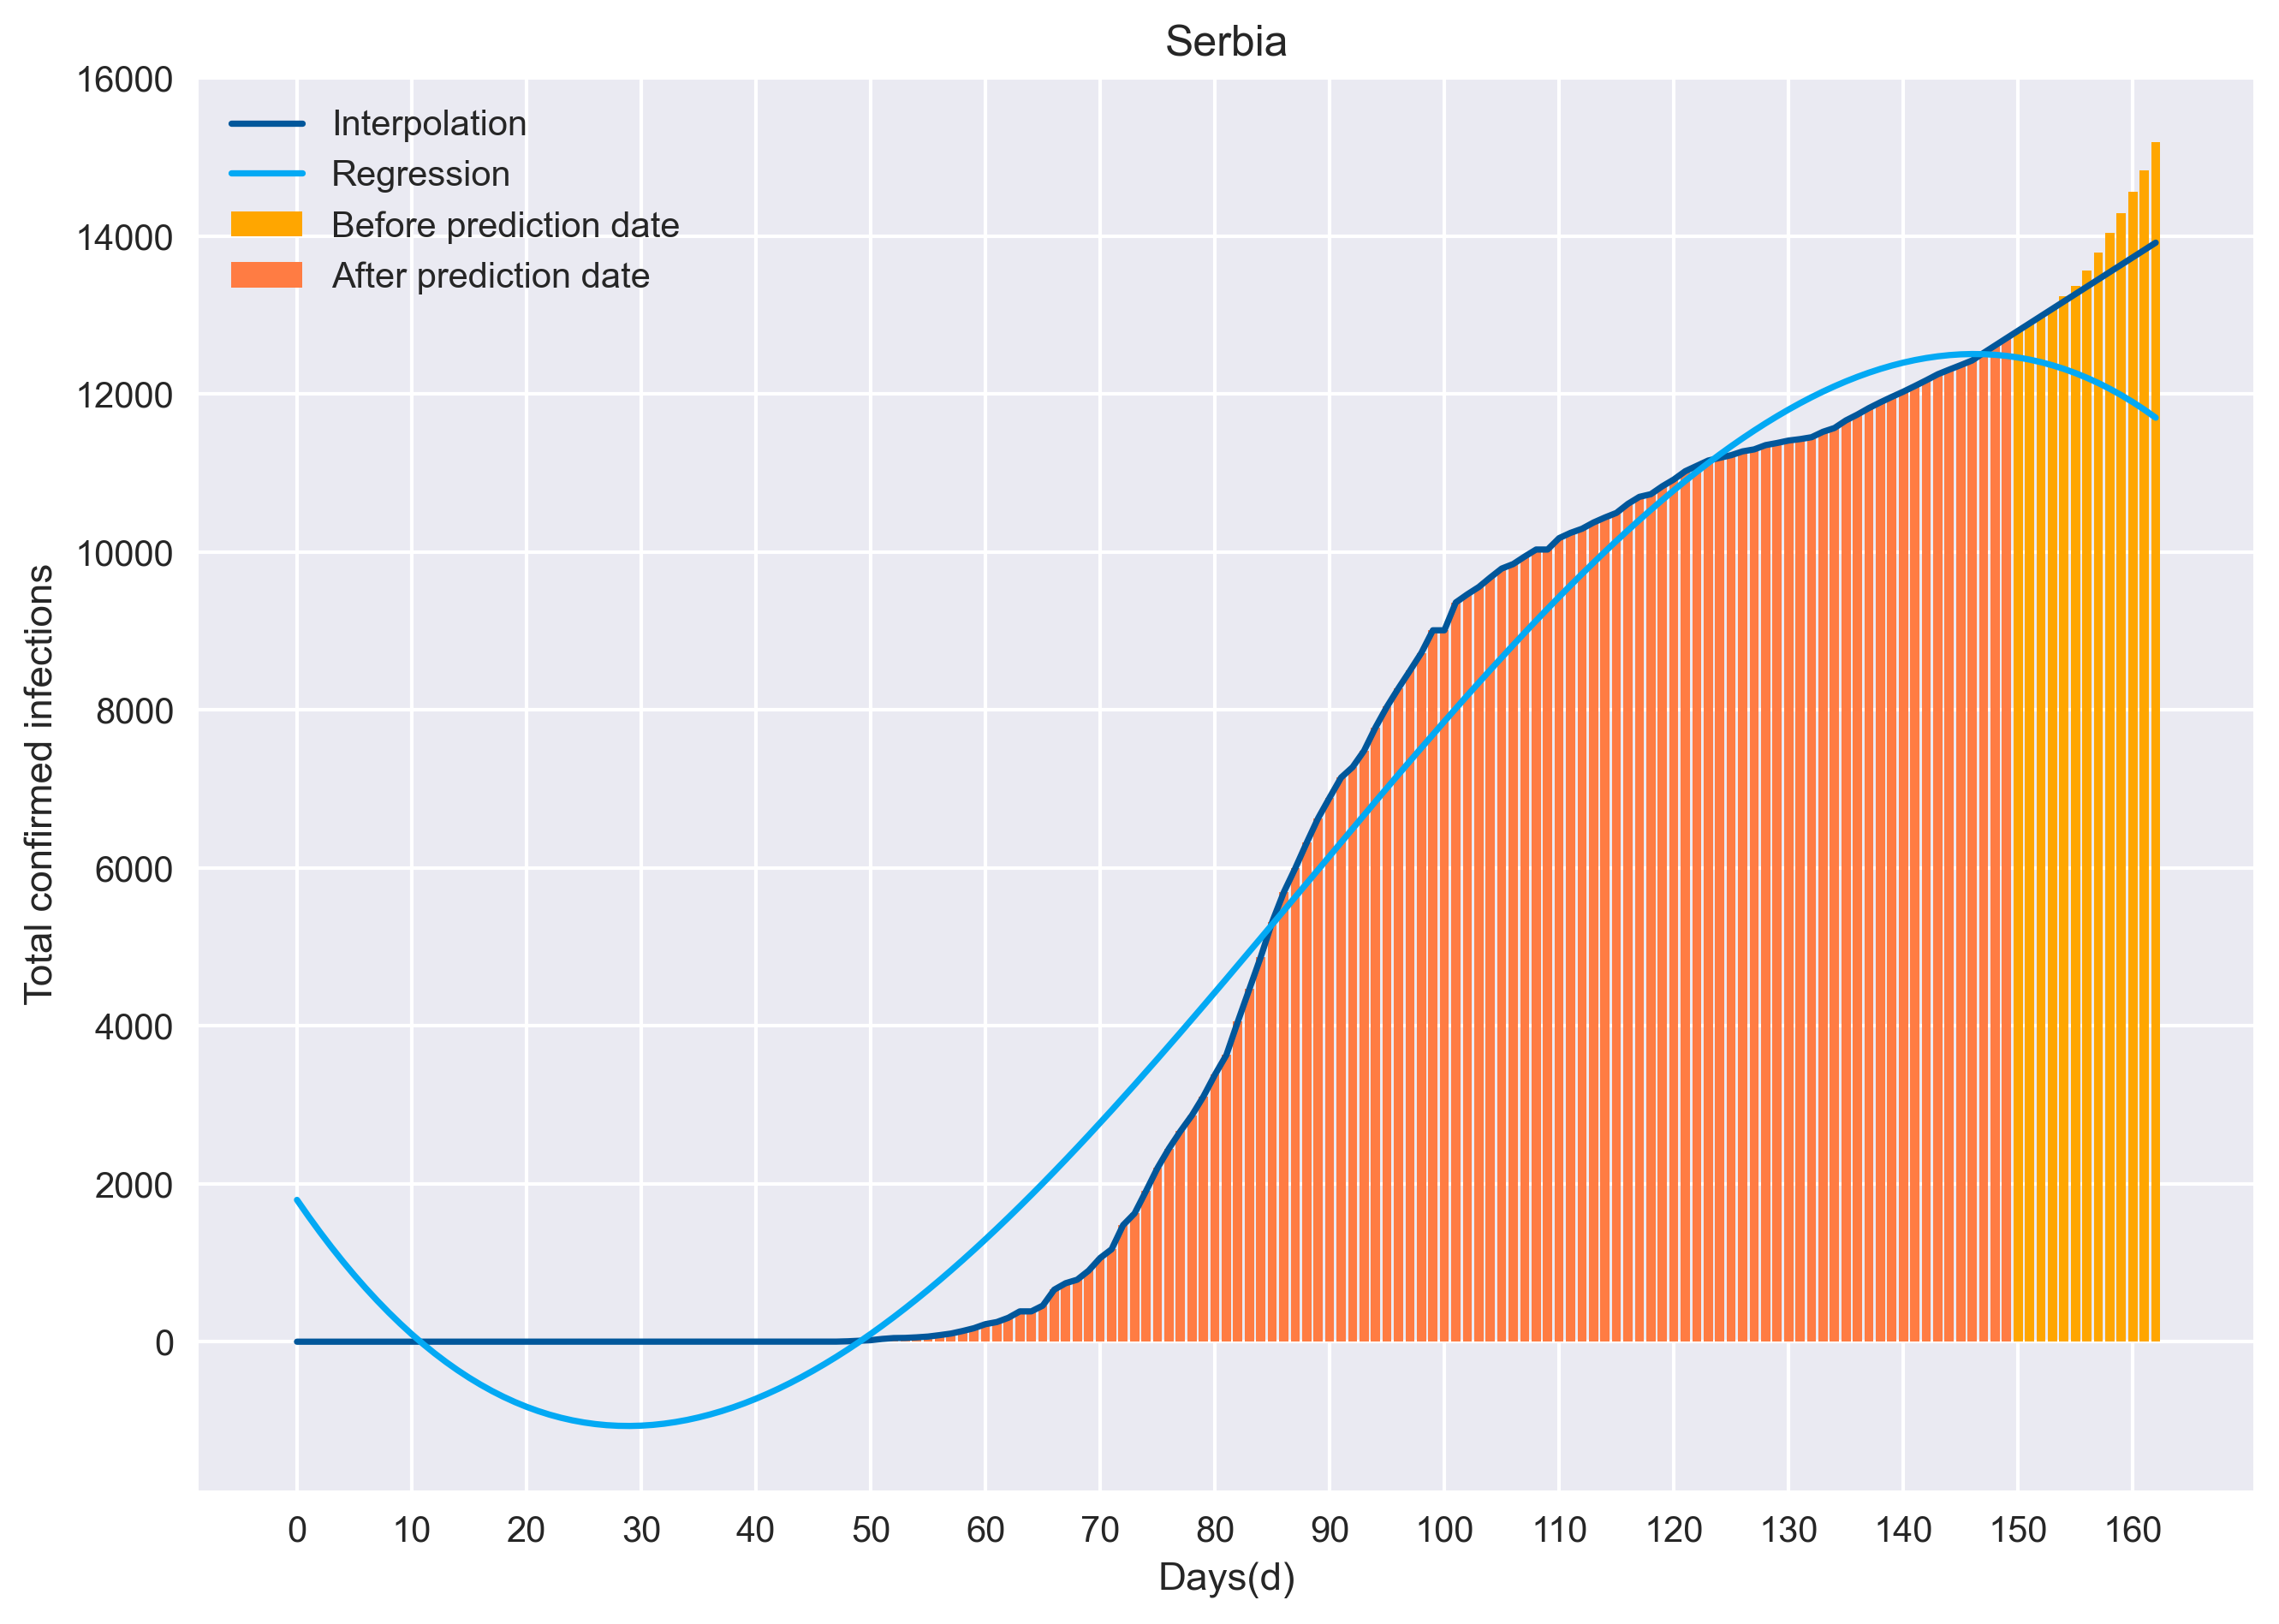 Serbia
16000
14000
12000
10000
8000
6000
4000
2000
0
Total confirmed infections
Interpolation
Regression
Before prediction date
After prediction date
0 10 20 30 40 50 60 70 80 90 100 110 120 130 140 150 160
Days(d)